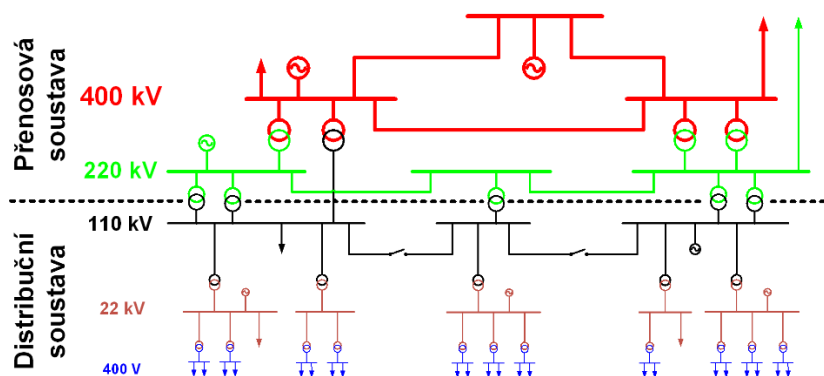 Přenosová
soustava
400 kV
220 kV
110 kV
Distribuční
soustava
22 kV
400 V